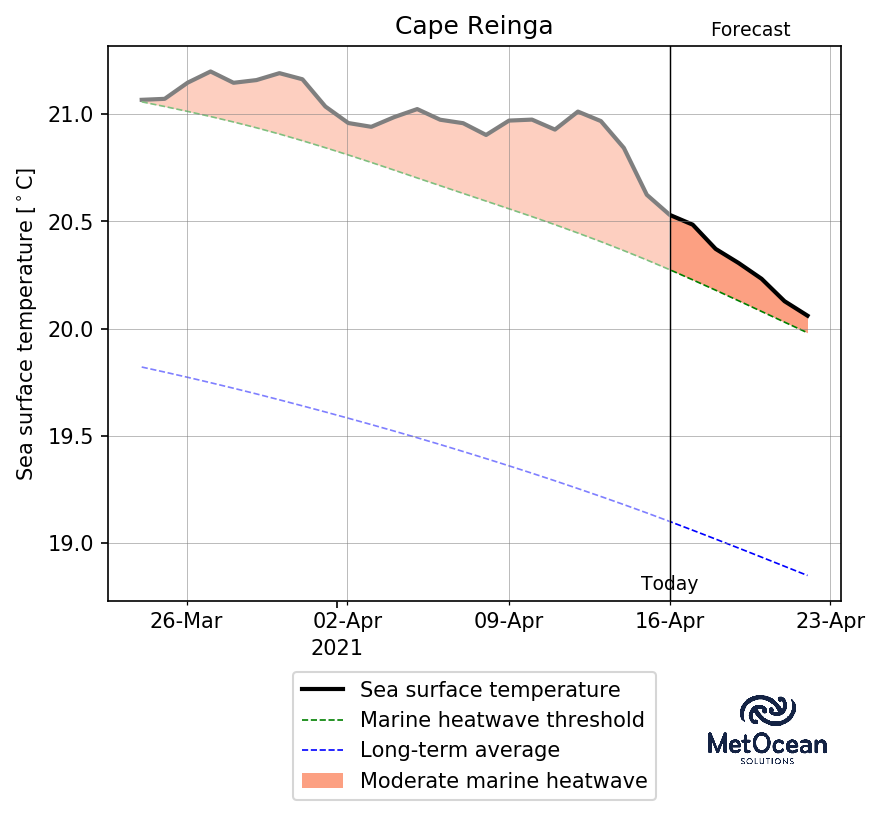 Cape Reinga
Forecast
Sea surface temperature [°C]
21.0
20.5
20.0
19.5
19.0
Today
26-Mar
02-Apr
09-Apr
16-Apr
23-Apr
2021
Sea surface temperature
Marine heatwave threshold
Long-term average
Moderate marine heatwave
MetOcean
SOLUTIONS